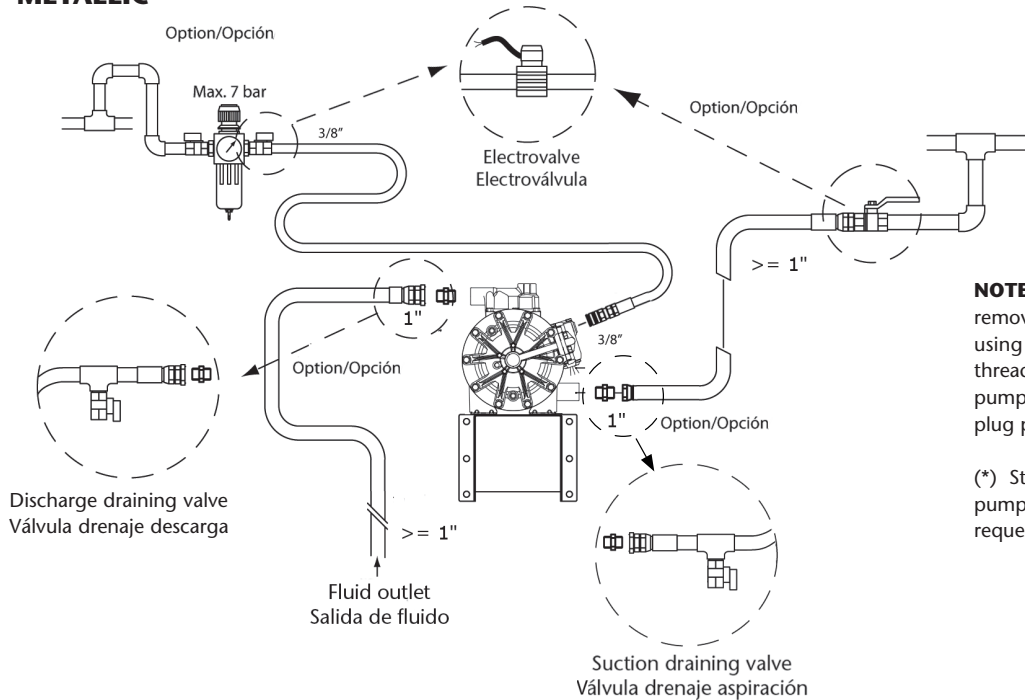 METALLIC
Option/Opción
Max. 7 bar
3/8"
Electrovalve
Electroválvula
Option/Opción
>= 1"
1"
3/8"
Option/Opción
1"
Option/Opción
Discharge draining valve
Válvula drenaje descarga
>= 1"
Fluid outlet
Salida de fluido
Suction draining valve
Válvula drenaje aspiración
NOTE
remov
using
thread
pump
plug p
(*) St
pump
reque